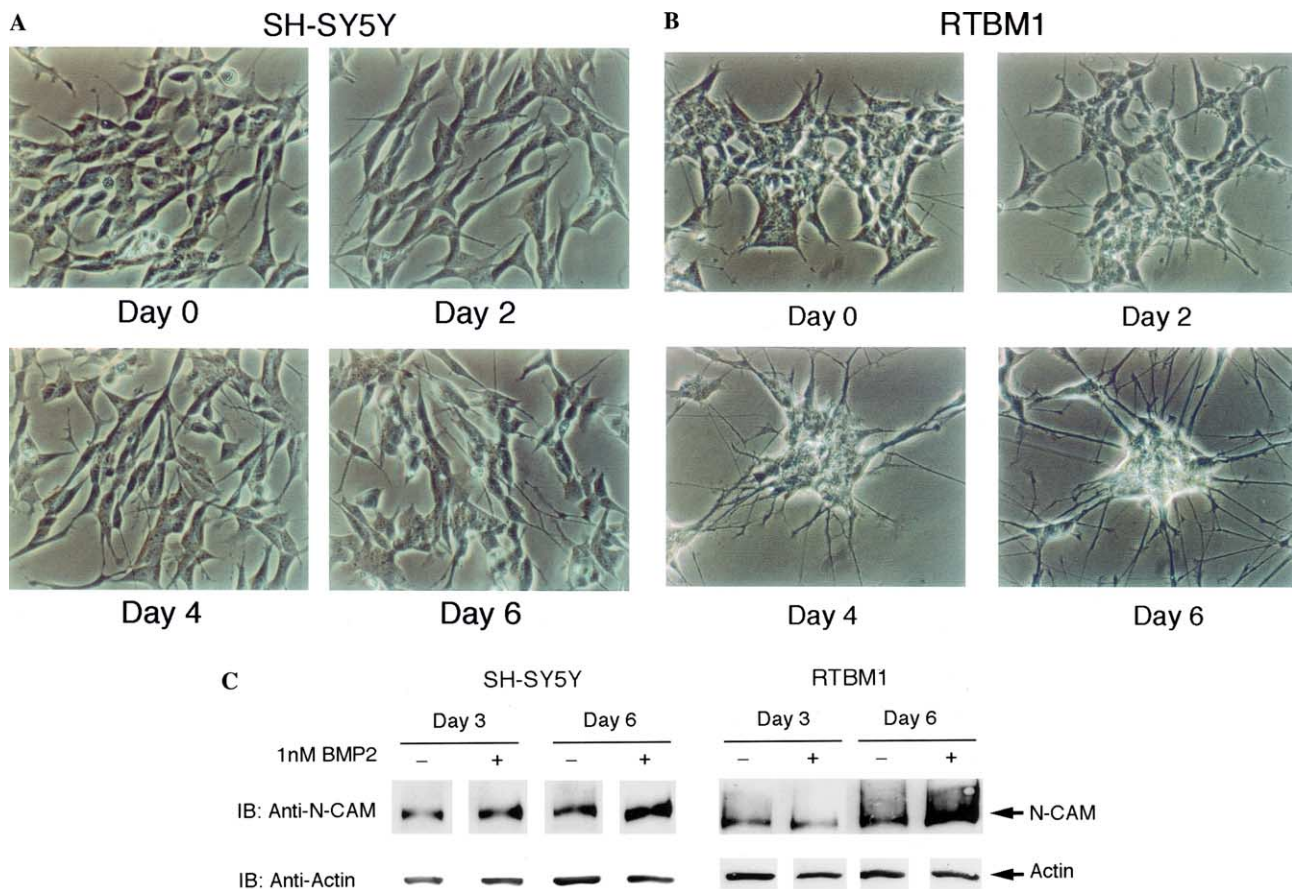 A
SH-SY5Y
B
RTBM1
Day 0
Day 2
Day 0
Day 2
Day 4
Day 6
Day 4
Day 6
C
SH-SY5Y
RTBM1
Day 3
Day 6
Day 3
Day 6
1nM BMP2
–
+
–
+
–
+
–
+
IB: Anti-N-CAM
N-CAM
IB: Anti-Actin
Actin